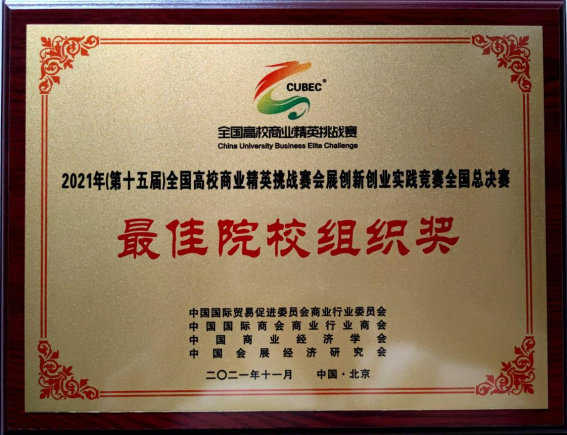 CUBEC®
全国高校商业精英挑战赛
China University Business Elite Challenge
2021年(第十五届)全国高校商业精英挑战赛会展创新创业实践竞赛全国总决赛
最佳院校组织奖
中国国际贸易促进委员会商业行业委员会
中国国际商会商业行业商会
中国商业经济学会
中国会展经济研究会
二〇二一年十一月 中国·北京